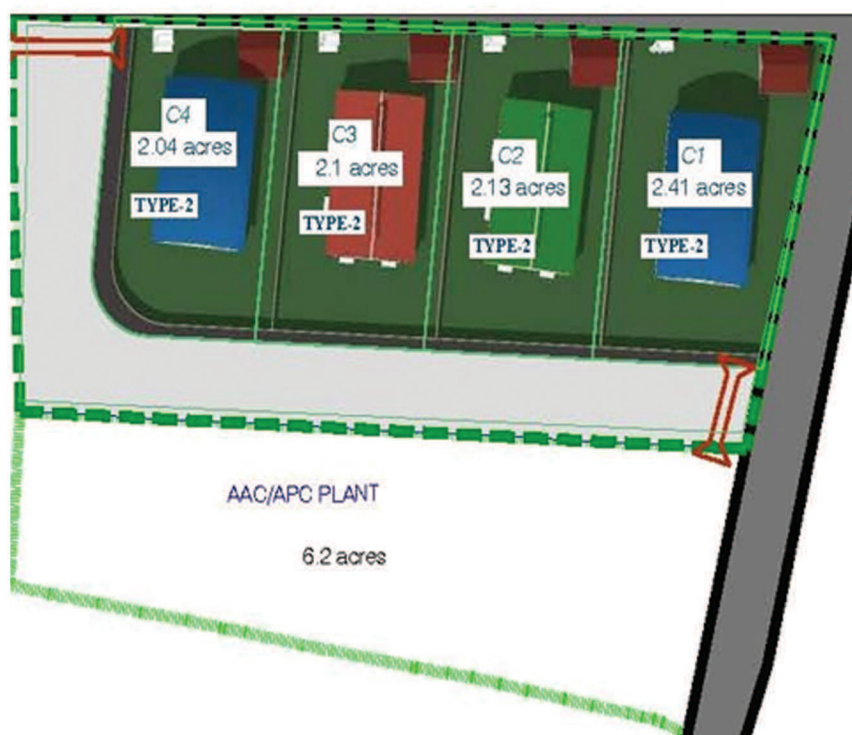 C4
2.04 acres
TYPE-2
C3
2.1 acres
TYPE-2
C2
2.13 acres
TYPE-2
C1
2.41 acres
TYPE-2
AAC/APC PLANT
6.2 acres